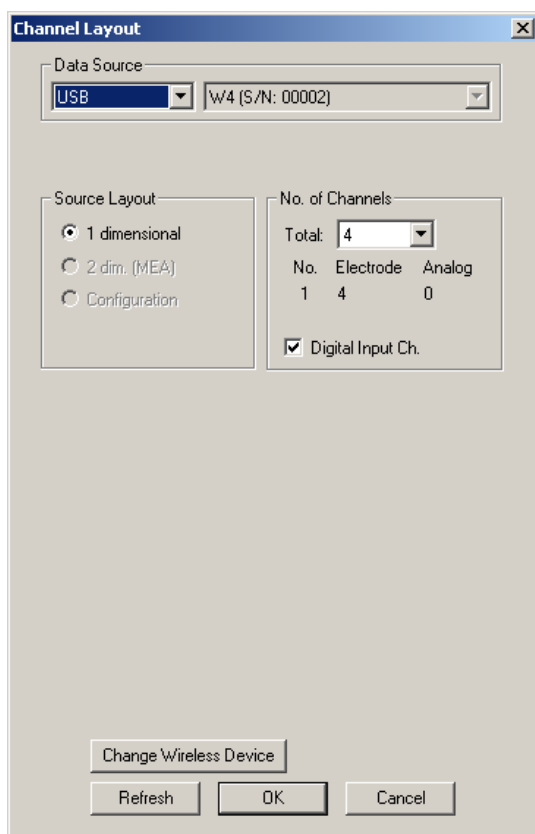 Channel Layout
Data Source
USB W4 (S/N: 00002)
Source Layout
1 dimensional
2 dim. (MEA)
Configuration
No. of Channels
Total: 4
No. Electrode Analog
1 4 0
Digital Input Ch.
Change Wireless Device
Refresh OK Cancel